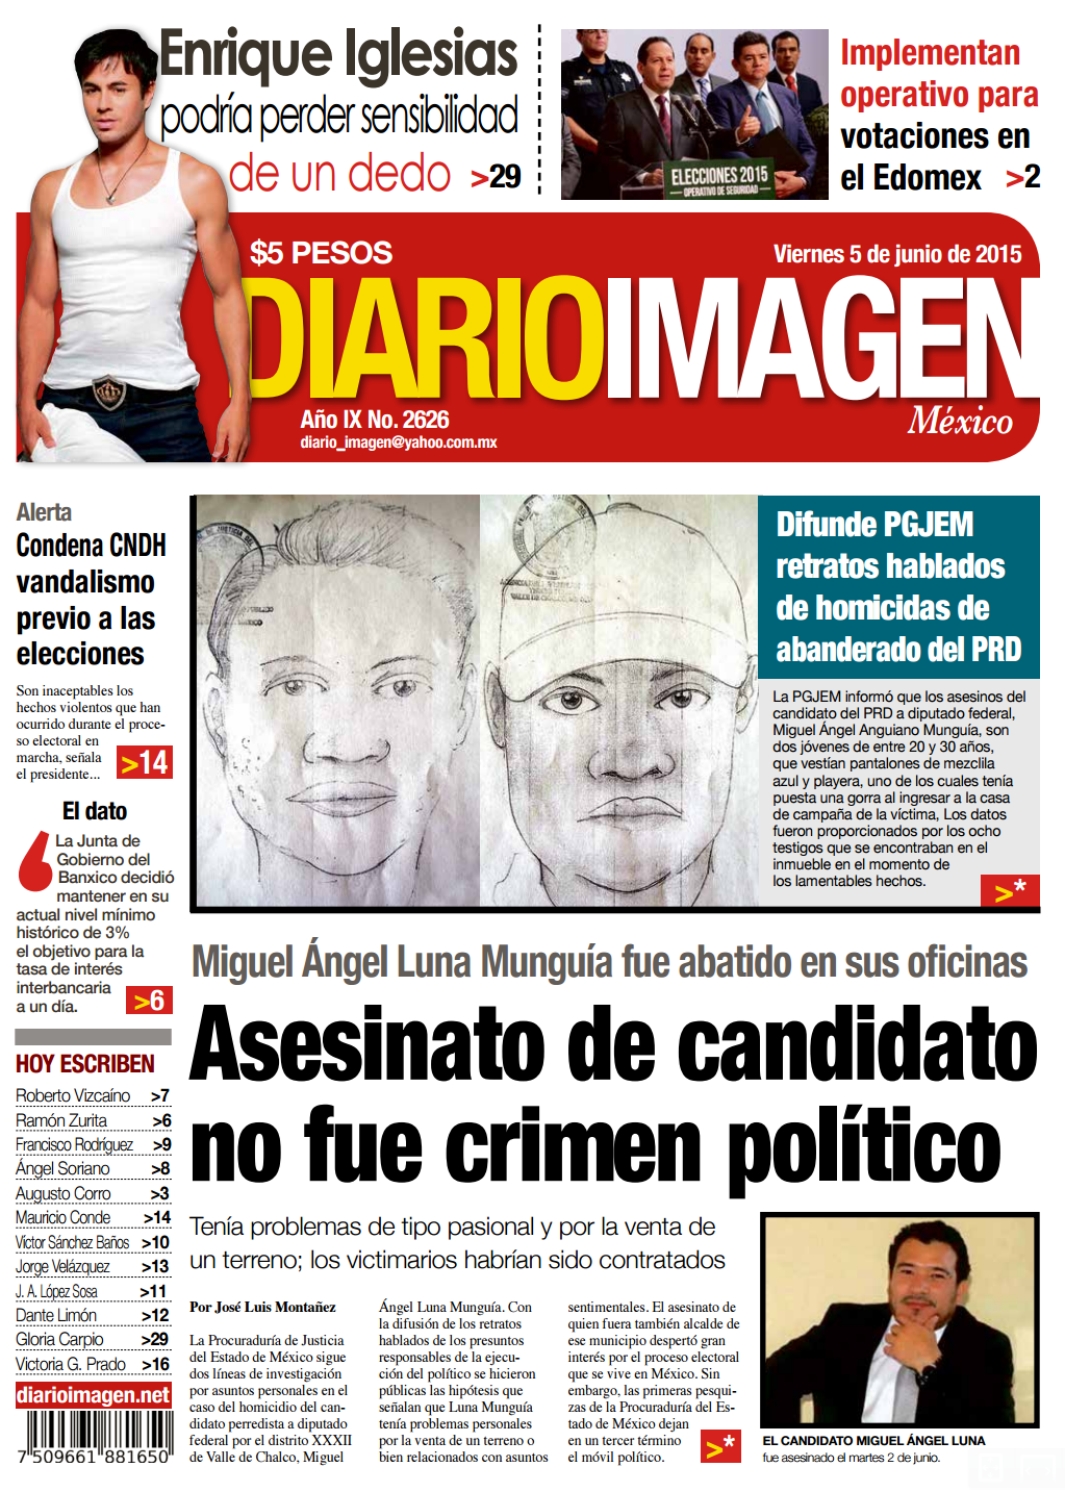 Enrique Iglesias
podría perder sensibilidad
de un dedo >29
ELECCIONES 2015
OPERATIVO DE SEGURIDAD
Implementan
operativo para
votaciones en
el Edomex >2
$5 PESOS
Viernes 5 de junio de 2015
DIARIOIMAGEN
México
Año IX No. 2626
diario_imagen@yahoo.com.mx
Alerta
Condena CNDH
vandalismo
previo a las
elecciones
Son inaceptables los
hechos violentos que han
ocurrido durante el proce-
so electoral en
marcha, señala
el presidente...
>14
El dato
La Junta de
Gobierno del
Banxico decidió
mantener en su
actual nivel mínimo
histórico de 3%
el objetivo para la
tasa de interés
interbancaria
a un día.
>6
HOY ESCRIBEN
Roberto Vizcaíno >7
Ramón Zurita >6
Francisco Rodríguez >9
Ángel Soriano >8
Augusto Corro >3
Mauricio Conde >14
Víctor Sánchez Baños >10
Jorge Velázquez >13
J. A. López Sosa >11
Dante Limón >12
Gloria Carpio >29
Victoria G. Prado >16
diarioimagen.net
7 509661 881650
Difunde PGJEM
retratos hablados
de homicidas de
abanderado del PRD
La PGJEM informó que los asesinos del
candidato del PRD a diputado federal,
Miguel Ángel Anguiano Munguía, son
dos jóvenes de entre 20 y 30 años,
que vestían pantalones de mezclila
azul y playera, uno de los cuales tenía
puesta una gorra al ingresar a la casa
de campaña de la víctima, Los datos
fueron proporcionados por los ocho
testigos que se encontraban en el
inmueble en el momento de
los lamentables hechos.
>*
Miguel Ángel Luna Munguía fue abatido en sus oficinas
Asesinato de candidato
no fue crimen político
Tenía problemas de tipo pasional y por la venta de
un terreno; los victimarios habrían sido contratados
Por José Luis Montañez
La Procuraduría de Justicia
del Estado de México sigue
dos líneas de investigación
por asuntos personales en el
caso del homicidio del can-
didato perredista a diputado
federal por el distrito XXXII
de Valle de Chalco, Miguel
Ángel Luna Munguía. Con
la difusión de los retratos
hablados de los presuntos
responsables de la ejecu-
ción del político se hicieron
públicas las hipótesis que
señalan que Luna Munguía
tenía problemas personales
por la venta de un terreno o
bien relacionados con asuntos
sentimentales. El asesinato de
quien fuera también alcalde de
ese municipio despertó gran
interés por el proceso electoral
que se vive en México. Sin
embargo, las primeras pesqui-
zas de la Procuraduría del Es-
tado de México dejan
en un tercer término
el móvil político.
>*
EL CANDIDATO MIGUEL ÁNGEL LUNA
fue asesinado el martes 2 de junio.